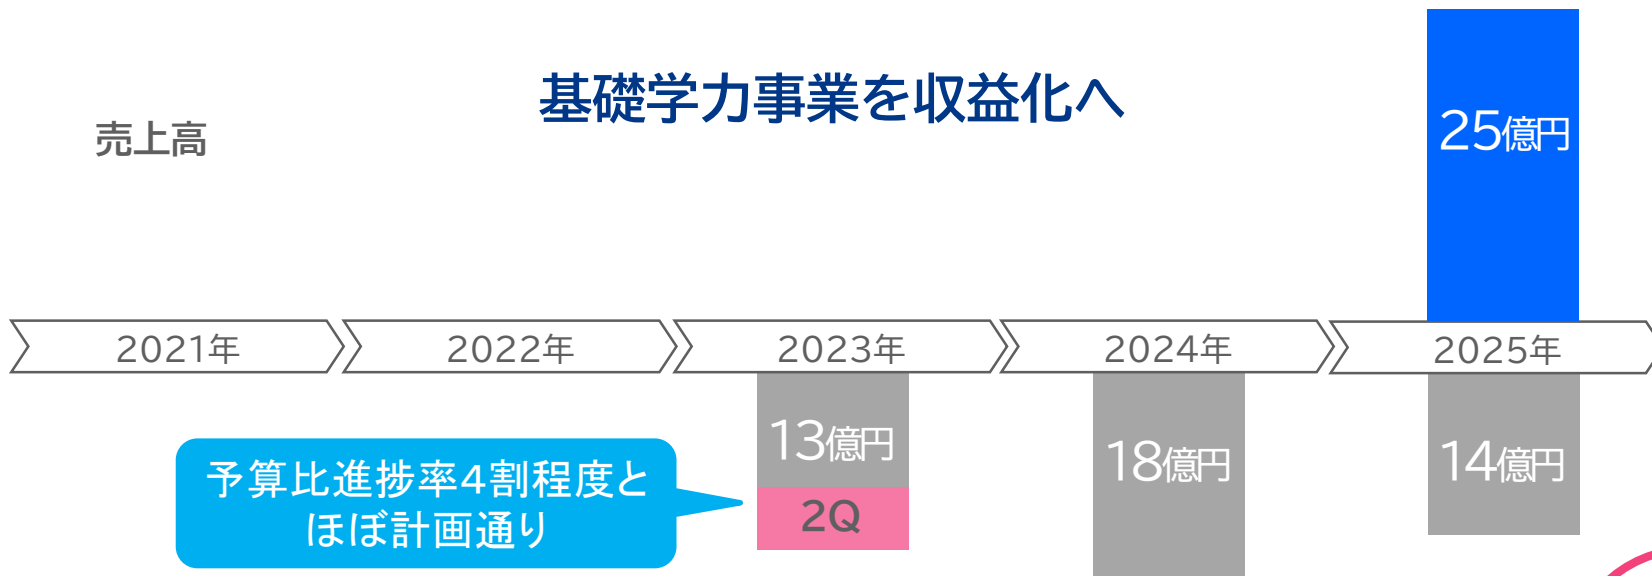 基礎学力事業を収益化へ
売上高
25億円
2021年
2022年
2023年
2024年
2025年
13億円
18億円
14億円
予算比進捗率4割程度と
ほぼ計画通り
2Q